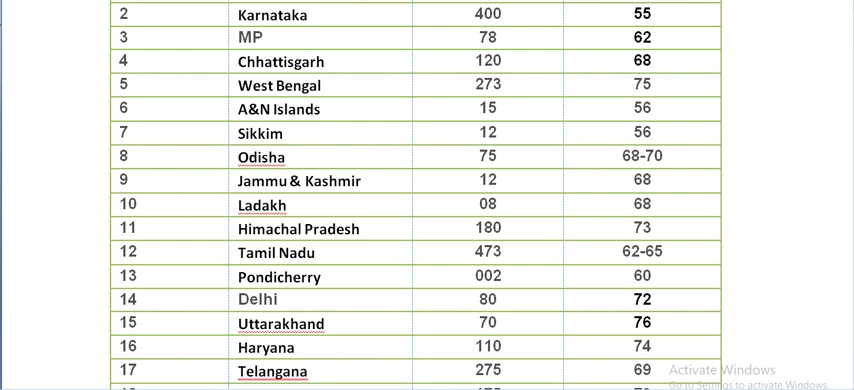 2 Karnataka 400 55
3 MP 78 62
4 Chhattisgarh 120 68
5 West Bengal 273 75
6 A&N Islands 15 56
7 Sikkim 12 56
8 Odisha 75 68-70
9 Jammu & Kashmir 12 68
10 Ladakh 08 68
11 Himachal Pradesh 180 73
12 Tamil Nadu 473 62-65
13 Pondicherry 002 60
14 Delhi 80 72
15 Uttarakhand 70 76
16 Haryana 110 74
17 Telangana 275 69
Activate Windows
Go to Settings to activate Windows.